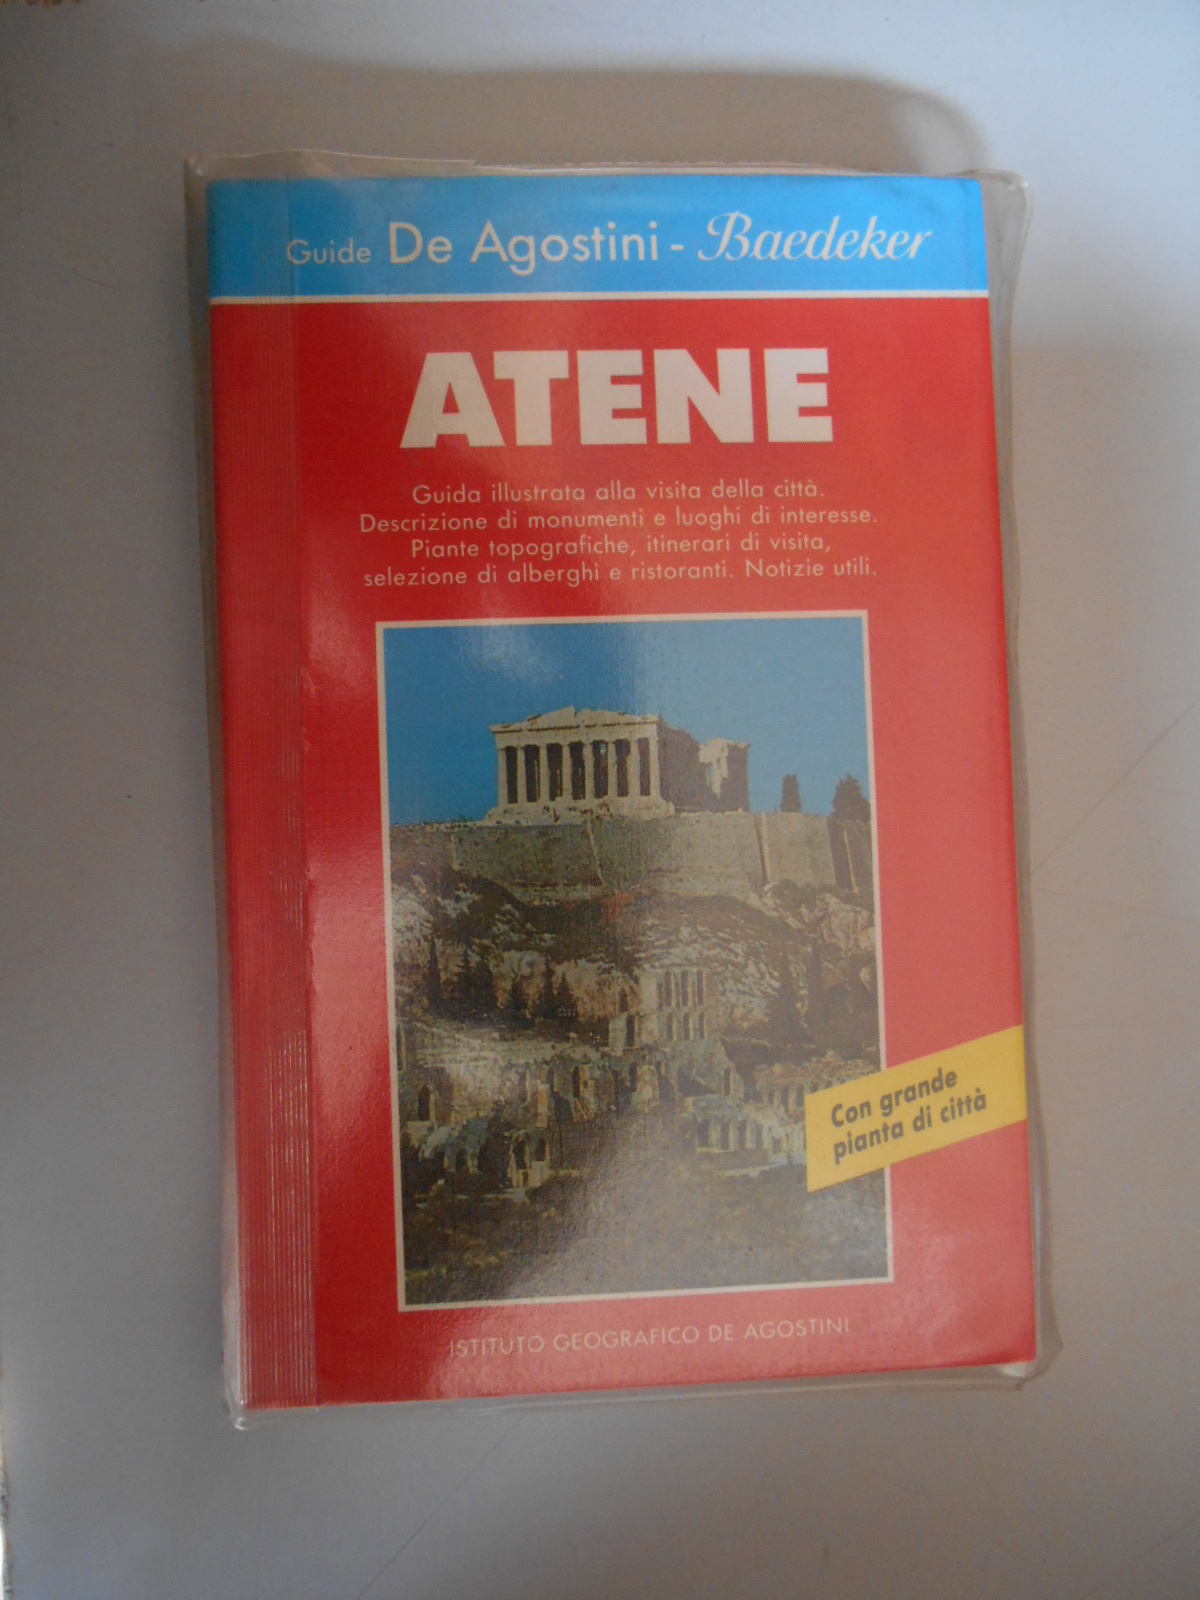 Guide De Agostini - Baedeker
ATENE
Guida illustrata alla visita della città.
Descrizione di monumenti e luoghi di interesse.
Piante topografiche, itinerari di visita,
selezione di alberghi e ristoranti. Notizie utili.
Con grande
pianta di città
ISTITUTO GEOGRAFICO DE AGOSTINI